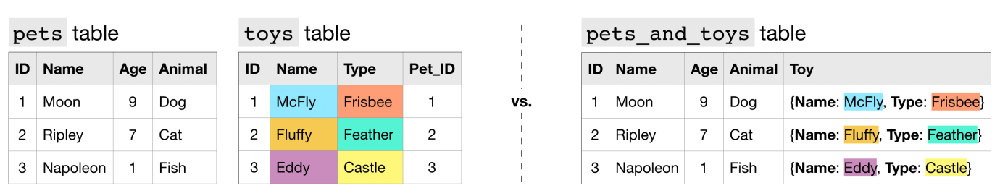 pets table
ID Name Age Animal
1 Moon 9 Dog
2 Ripley 7 Cat
3 Napoleon 1 Fish
toys table
ID Name Type Pet_ID
1 McFly Frisbee 1
2 Fluffy Feather 2
3 Eddy Castle 3
vs.
pets_and_toys table
ID Name Age Animal Toy
1 Moon 9 Dog {Name: McFly, Type: Frisbee}
2 Ripley 7 Cat {Name: Fluffy, Type: Feather}
3 Napoleon 1 Fish {Name: Eddy, Type: Castle}